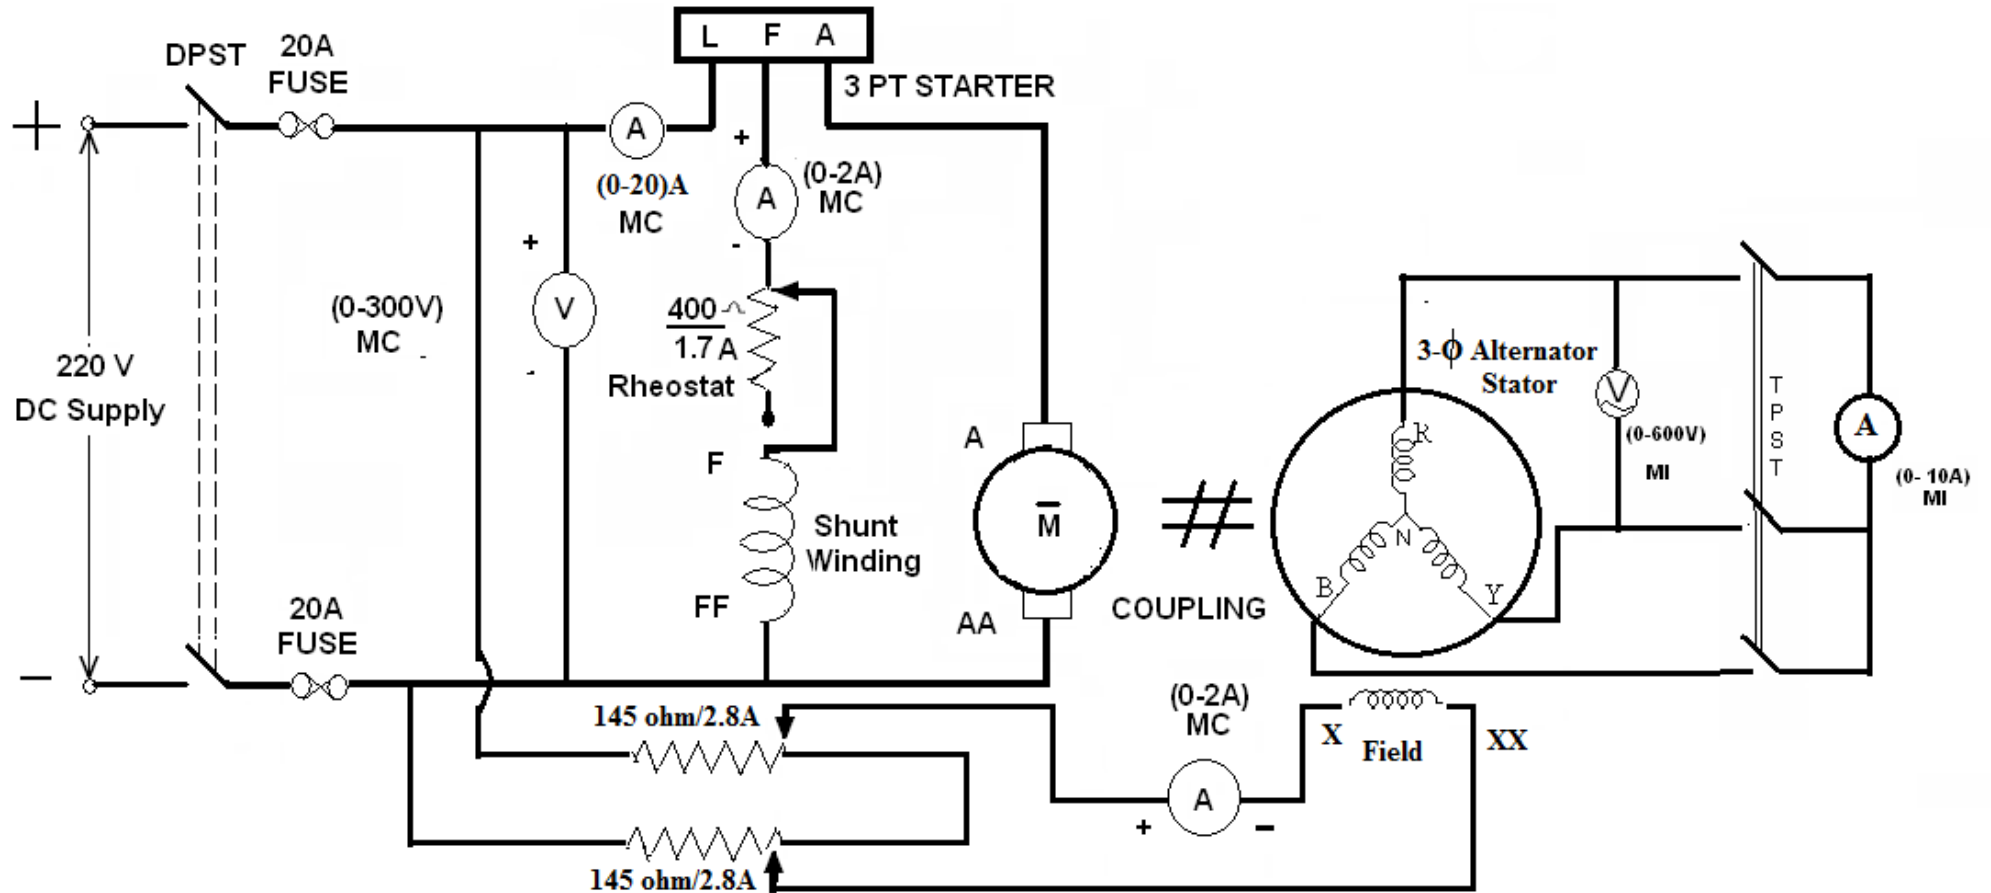 DPST
20A
FUSE
L F A
3 PT STARTER
+
A
(0-20)A
MC
+
(0-2A)
MC
A
-
+
(0-300V)
MC
V
-
400
1.7 A
Rheostat
220 V
DC Supply
F
Shunt
Winding
FF
A
M
AA
COUPLING
3-ϕ Alternator
Stator
R
N
B
Y
V
(0-600V)
MI
T
P
S
T
A
(0- 10A)
MI
20A
FUSE
-
145 ohm/2.8A
(0-2A)
MC
A
+ -
X
Field
XX
145 ohm/2.8A